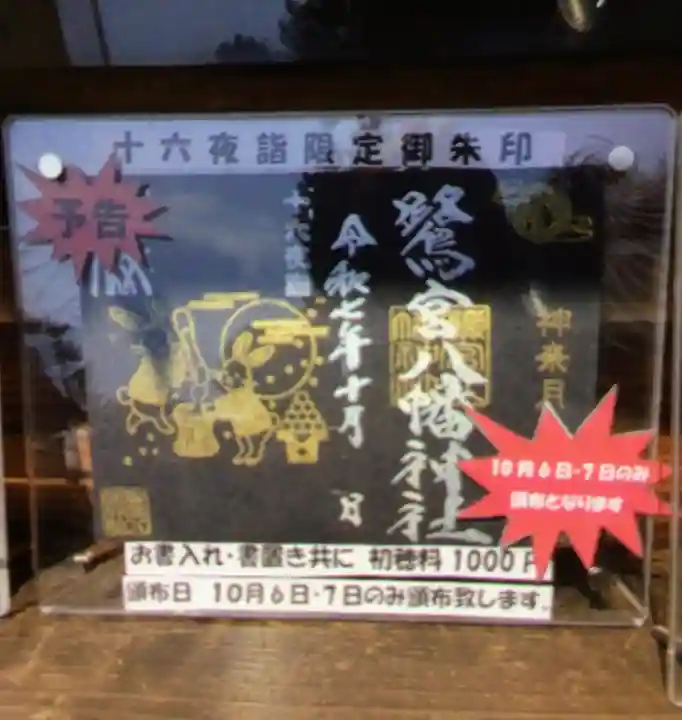 十六夜詣限定御朱印
予告
神来月
鷲宮八幡神社
令和七年十月 日
十六夜詣
10月6日・7日のみ
頒布となります
お書入れ・書置き共に 初穂料1000円
頒布日 10月6日・7日のみ頒布致します。